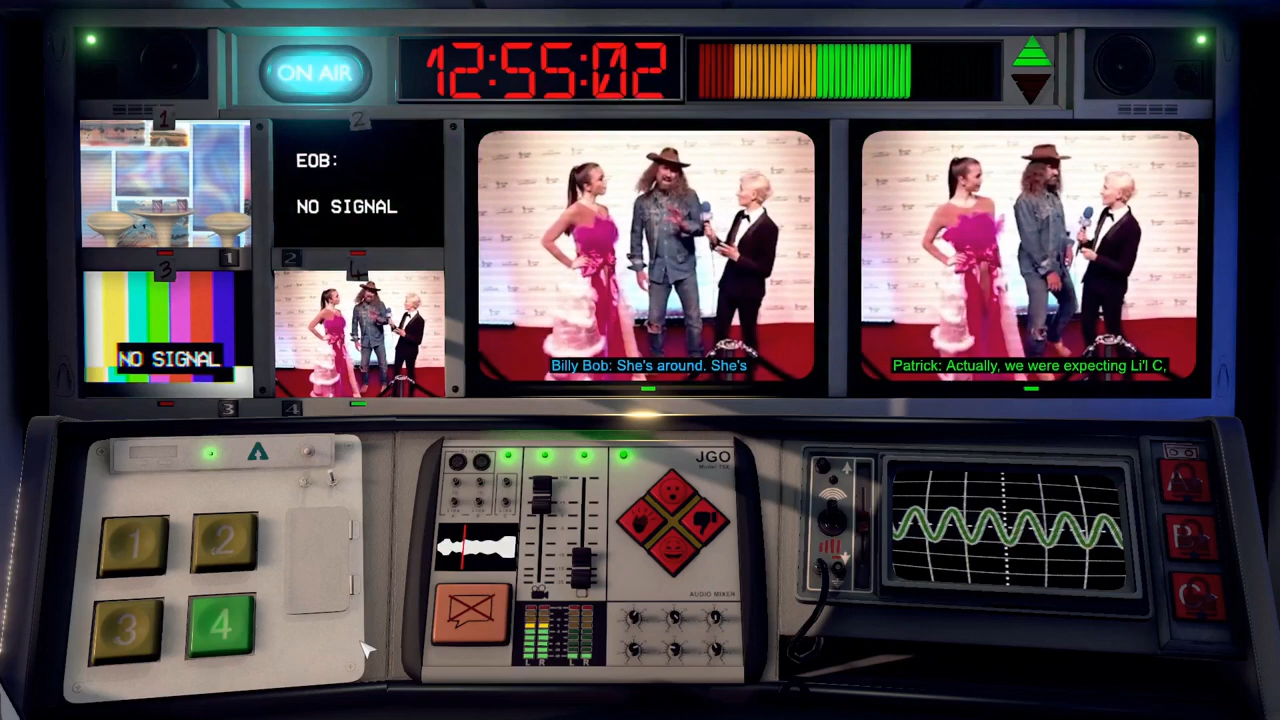 ON AIR
12:55:02
1
2
EOB:
NO SIGNAL
1
2
3
4
NO SIGNAL
3
4
Billy Bob: She's around. She's
Patrick: Actually, we were expecting Li'l C,
JGO
1
2
3
4
AUDIO MIXER
L R
L R
A
B
C